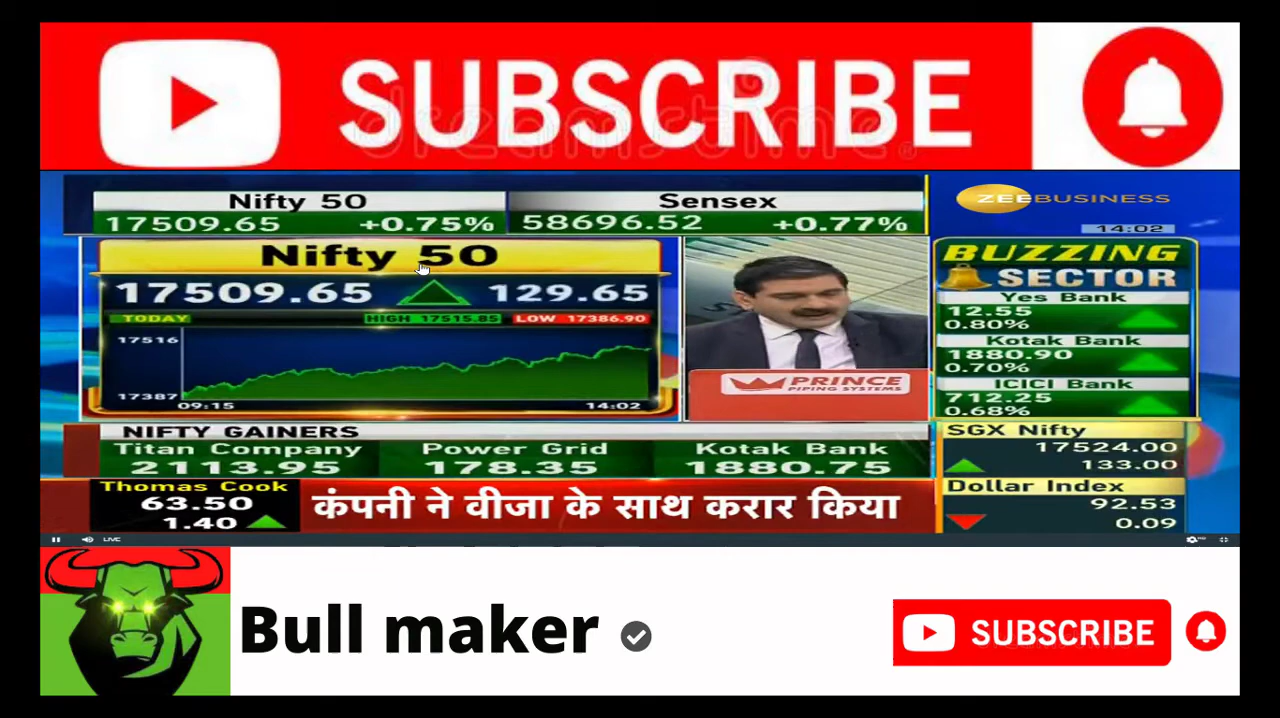 SUBSCRIBE
dreamstime
Nifty 50
17509.65 +0.75%
Sensex
58696.52 +0.77%
ZEEBUSINESS
14:02
Nifty 50
17509.65 129.65
TODAY HIGH 17515.85 LOW 17386.90
17516
17387
09:15 14:02
PRINCE
PIPING SYSTEMS
BUZZING
SECTOR
Yes Bank
12.55
0.80%
Kotak Bank
1880.90
0.70%
ICICI Bank
712.25
0.68%
NIFTY GAINERS
Titan Company Power Grid Kotak Bank
2113.95 178.35 1880.75
SGX Nifty
17524.00
133.00
Dollar Index
92.53
0.09
Thomas Cook
63.50
1.40
कंपनी ने वीजा के साथ करार किया
LIVE
Bull maker
SUBSCRIBE